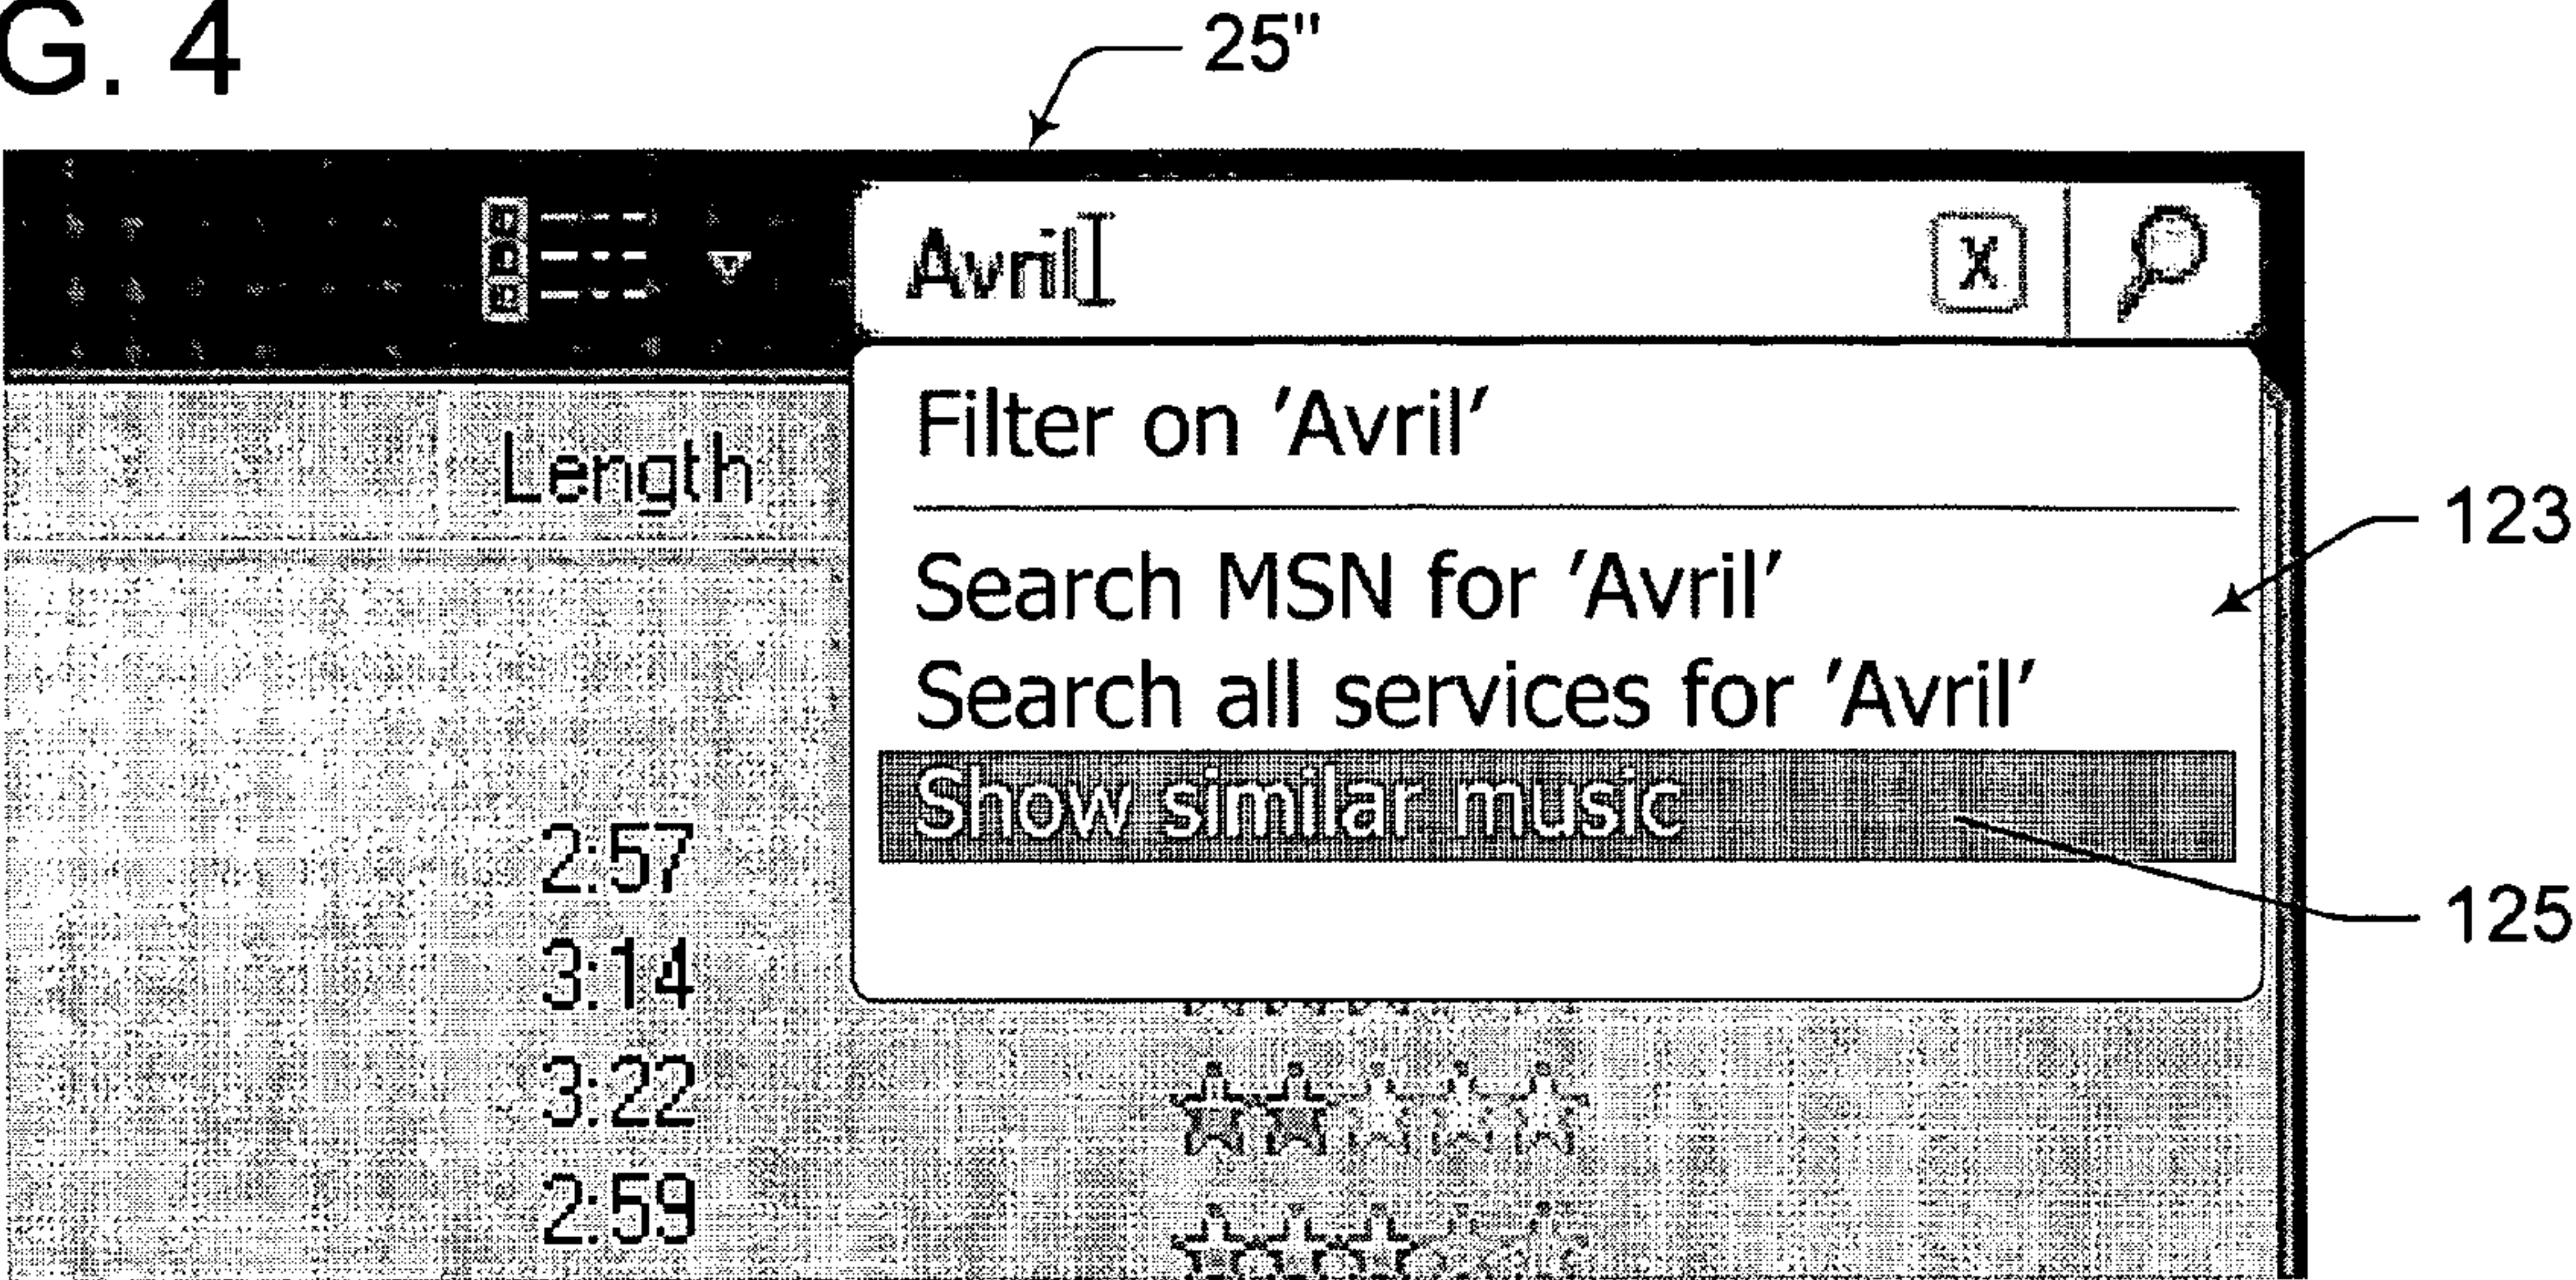 G. 4
25"
Avril
X
Filter on 'Avril'
Length
123
Search MSN for 'Avril'
Search all services for 'Avril'
Show similar music
2:57
125
3:14
3:22
2:59